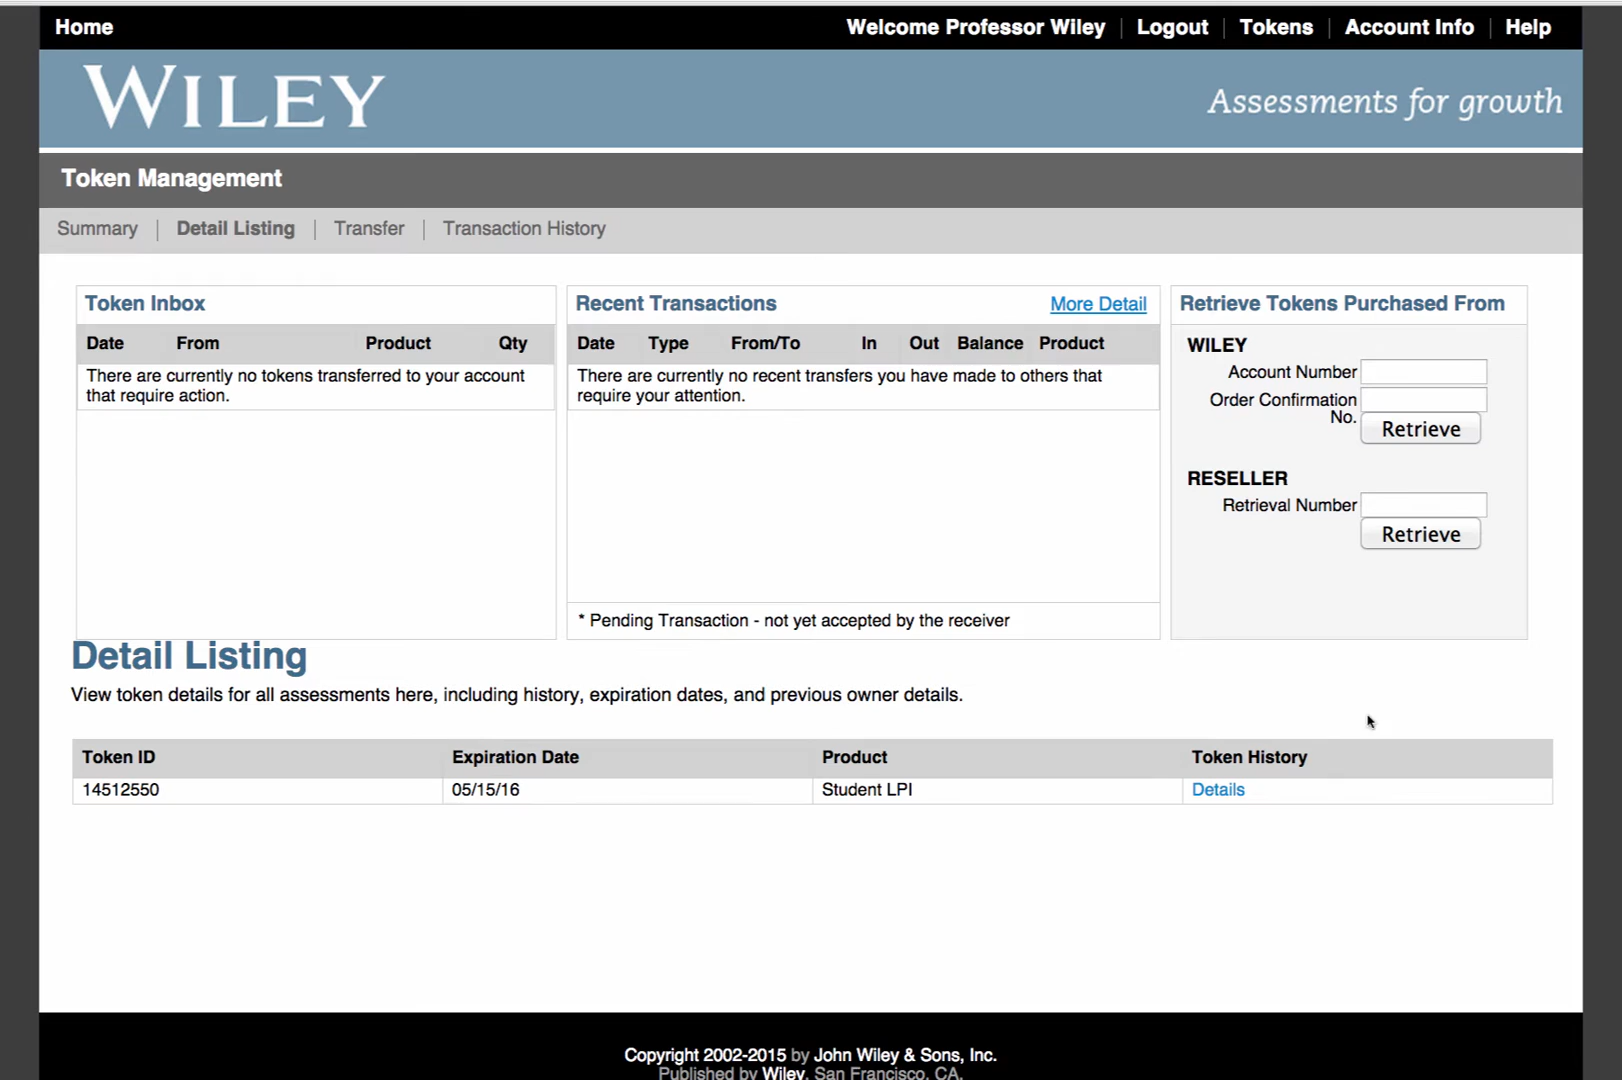 Home
Welcome Professor Wiley | Logout | Tokens | Account Info | Help
WILEY
Assessments for growth
Token Management
Summary | Detail Listing | Transfer | Transaction History
Token Inbox
Date From Product Qty
There are currently no tokens transferred to your account
that require action.
Recent Transactions More Detail
Date Type From/To In Out Balance Product
There are currently no recent transfers you have made to others that
require your attention.
* Pending Transaction - not yet accepted by the receiver
Retrieve Tokens Purchased From
WILEY
Account Number
Order Confirmation
No.
Retrieve
RESELLER
Retrieval Number
Retrieve
Detail Listing
View token details for all assessments here, including history, expiration dates, and previous owner details.
Token ID Expiration Date Product Token History
14512550 05/15/16 Student LPI Details
Copyright 2002-2015 by John Wiley & Sons, Inc.
Published by Wiley, San Francisco, CA.